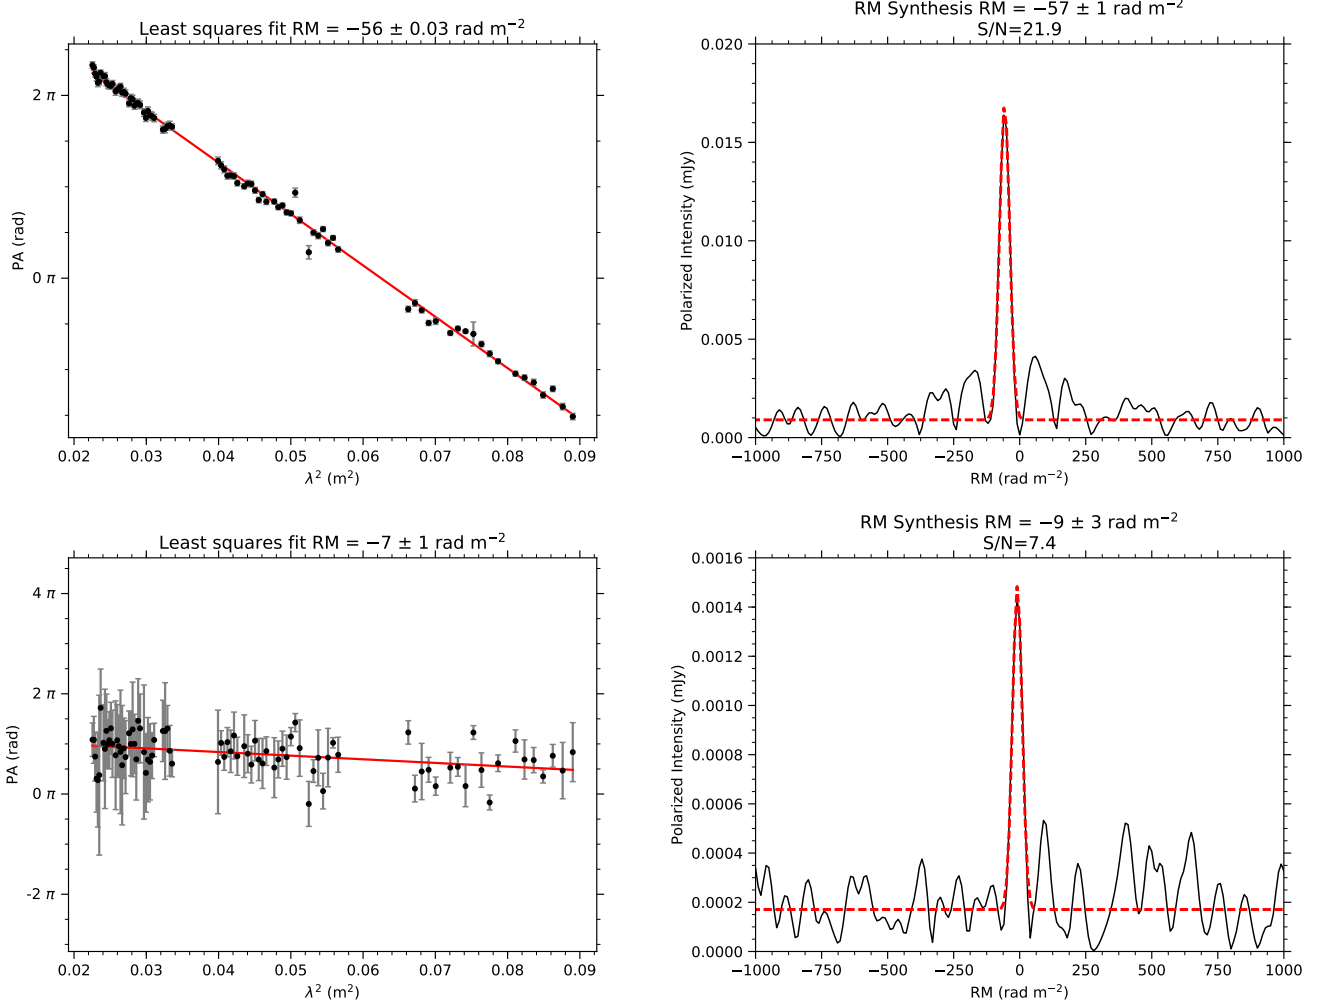 Least squares fit RM = −56 ± 0.03 rad m⁻²
2 π
0 π
PA (rad)
0.02 0.03 0.04 0.05 0.06 0.07 0.08 0.09
λ² (m²)
RM Synthesis RM = −57 ± 1 rad m⁻²
S/N=21.9
0.020
0.015
0.010
0.005
0.000
Polarized Intensity (mJy)
−1000 −750 −500 −250 0 250 500 750 1000
RM (rad m⁻²)
Least squares fit RM = −7 ± 1 rad m⁻²
4 π
2 π
0 π
-2 π
PA (rad)
0.02 0.03 0.04 0.05 0.06 0.07 0.08 0.09
λ² (m²)
RM Synthesis RM = −9 ± 3 rad m⁻²
S/N=7.4
0.0016
0.0014
0.0012
0.0010
0.0008
0.0006
0.0004
0.0002
0.0000
Polarized Intensity (mJy)
−1000 −750 −500 −250 0 250 500 750 1000
RM (rad m⁻²)